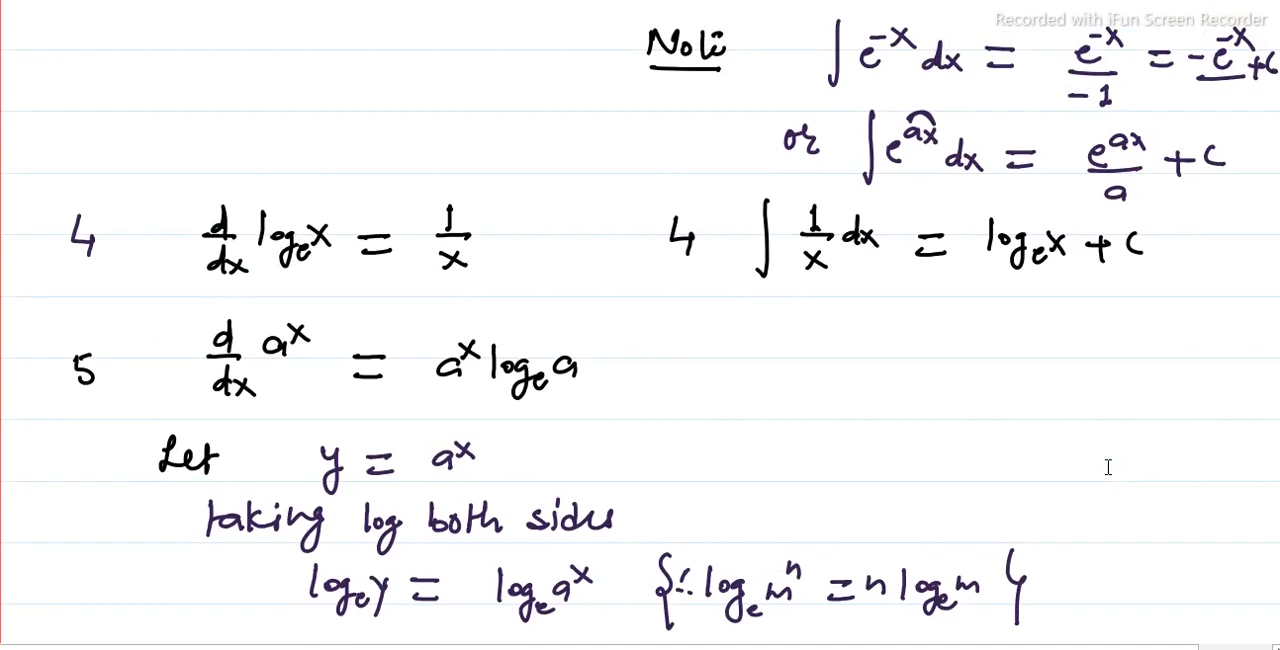 Recorded with iFun Screen Recorder
Note ∫ e^{-x} dx = e^{-x}/-1 = -e^{-x} + c
or ∫ e^{ax} dx = e^{ax}/a + c
4 d/dx log_e x = 1/x 4 ∫ 1/x dx = log_e x + c
5 d/dx a^x = a^x log_e a
Let y = a^x
taking log both sides
log_e y = log_e a^x {∵ log_e m^n = n log_e m}